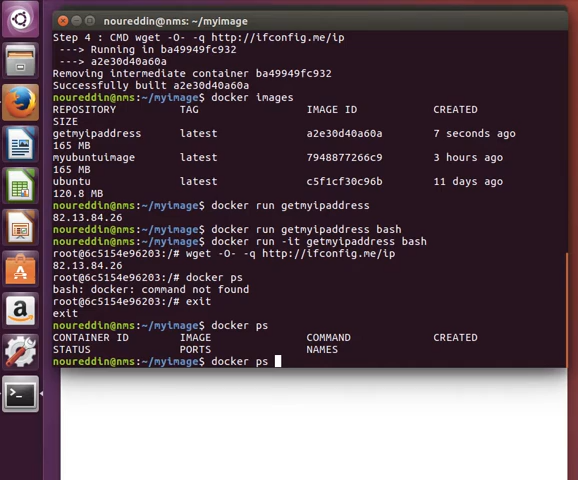 noureddin@nms: ~/myimage
Step 4 : CMD wget -O- -q http://ifconfig.me/ip
---> Running in ba49949fc932
---> a2e30d40a60a
Removing intermediate container ba49949fc932
Successfully built a2e30d40a60a
noureddin@nms:~/myimage$ docker images
REPOSITORY TAG IMAGE ID CREATED
SIZE
getmyipaddress latest a2e30d40a60a 7 seconds ago
165 MB
myubuntuimage latest 7948877266c9 3 hours ago
165 MB
ubuntu latest c5f1cf30c96b 11 days ago
120.8 MB
noureddin@nms:~/myimage$ docker run getmyipaddress
82.13.84.26
noureddin@nms:~/myimage$ docker run getmyipaddress bash
noureddin@nms:~/myimage$ docker run -it getmyipaddress bash
root@6c5154e96203:/# wget -O- -q http://ifconfig.me/ip
82.13.84.26
root@6c5154e96203:/# docker ps
bash: docker: command not found
root@6c5154e96203:/# exit
exit
noureddin@nms:~/myimage$ docker ps
CONTAINER ID IMAGE COMMAND CREATED
STATUS PORTS NAMES
noureddin@nms:~/myimage$ docker ps